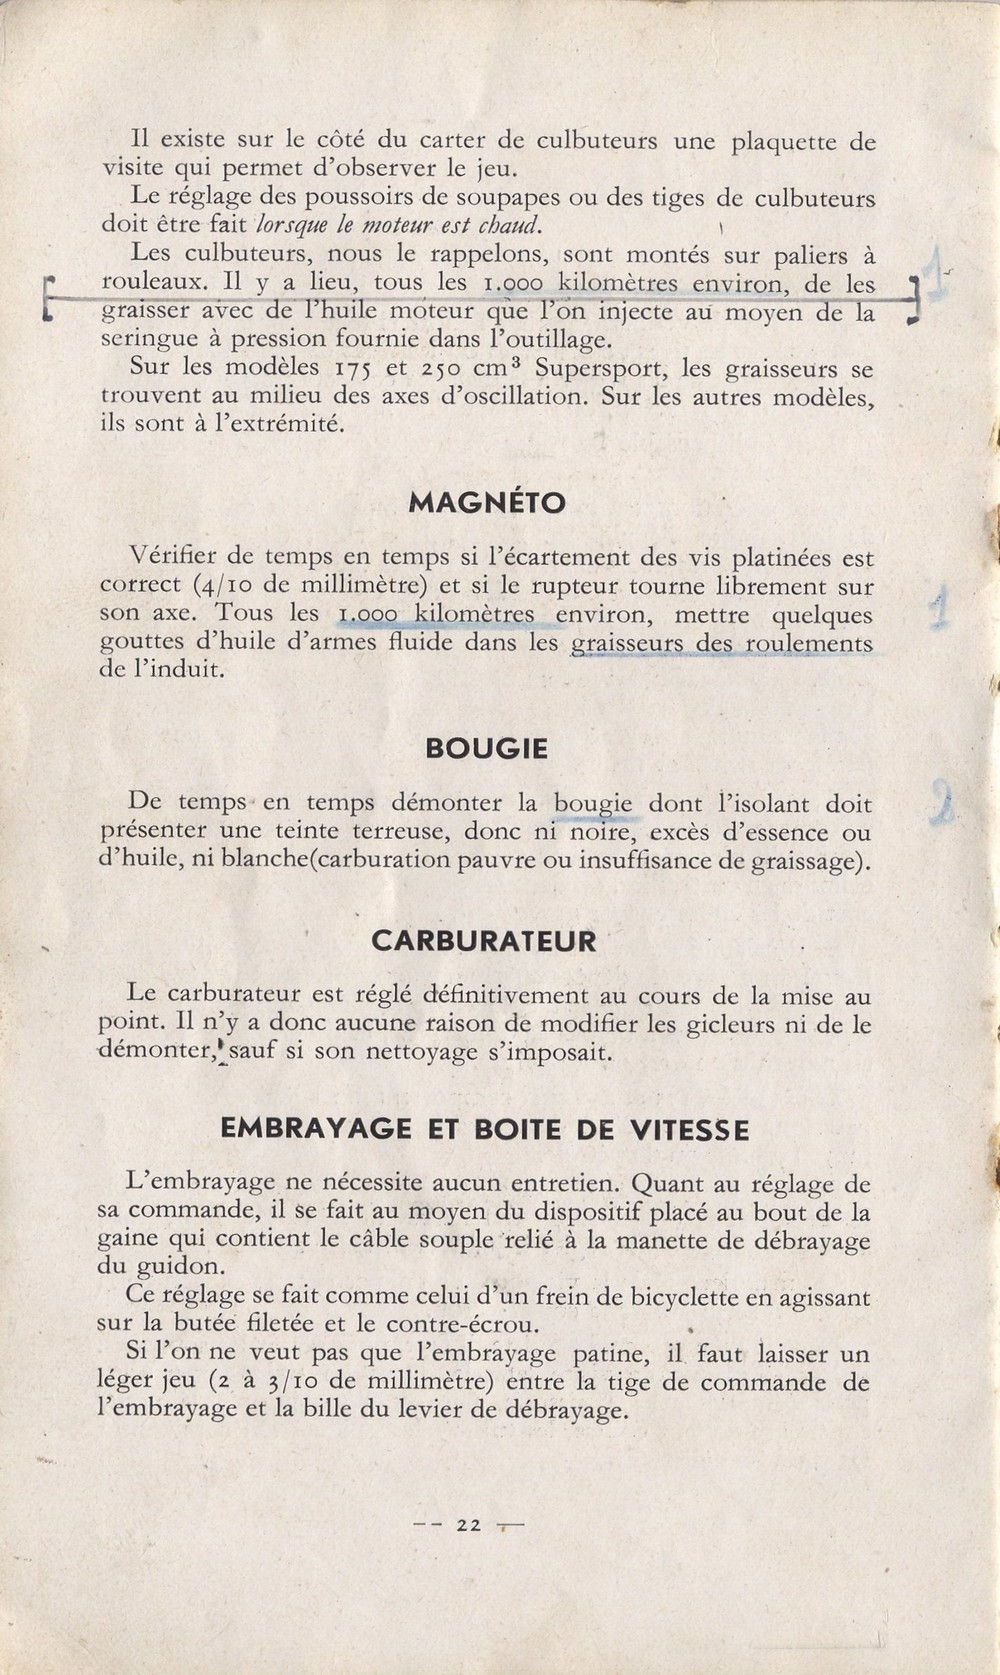 Il existe sur le côté du carter de culbuteurs une plaquette de
visite qui permet d'observer le jeu.
Le réglage des poussoirs de soupapes ou des tiges de culbuteurs
doit être fait lorsque le moteur est chaud.
Les culbuteurs, nous le rappelons, sont montés sur paliers à
rouleaux. Il y a lieu, tous les 1.000 kilomètres environ, de les
graisser avec de l'huile moteur que l'on injecte au moyen de la
seringue à pression fournie dans l'outillage.
Sur les modèles 175 et 250 cm³ Supersport, les graisseurs se
trouvent au milieu des axes d'oscillation. Sur les autres modèles,
ils sont à l'extrémité.
1
MAGNÉTO
Vérifier de temps en temps si l'écartement des vis platinées est
correct (4/10 de millimètre) et si le rupteur tourne librement sur
son axe. Tous les 1.000 kilomètres environ, mettre quelques
gouttes d'huile d'armes fluide dans les graisseurs des roulements
de l'induit.
1
BOUGIE
De temps en temps démonter la bougie dont l'isolant doit
présenter une teinte terreuse, donc ni noire, excès d'essence ou
d'huile, ni blanche(carburation pauvre ou insuffisance de graissage).
2
CARBURATEUR
Le carburateur est réglé définitivement au cours de la mise au
point. Il n'y a donc aucune raison de modifier les gicleurs ni de le
démonter, sauf si son nettoyage s'imposait.
EMBRAYAGE ET BOITE DE VITESSE
L'embrayage ne nécessite aucun entretien. Quant au réglage de
sa commande, il se fait au moyen du dispositif placé au bout de la
gaine qui contient le câble souple relié à la manette de débrayage
du guidon.
Ce réglage se fait comme celui d'un frein de bicyclette en agissant
sur la butée filetée et le contre-écrou.
Si l'on ne veut pas que l'embrayage patine, il faut laisser un
léger jeu (2 à 3/10 de millimètre) entre la tige de commande de
l'embrayage et la bille du levier de débrayage.
-- 22 —